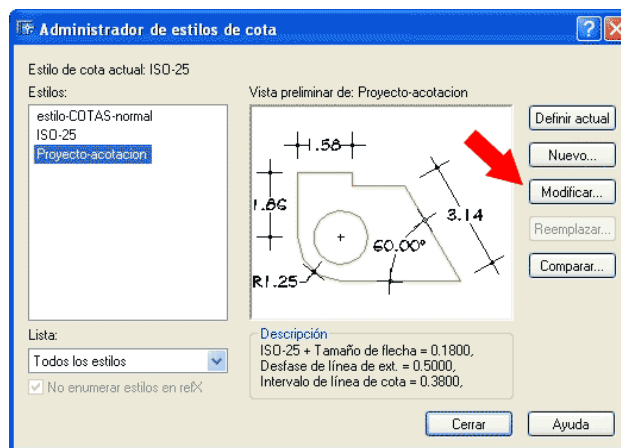 Administrador de estilos de cota
Estilo de cota actual: ISO-25
Estilos:
estilo-COTAS-normal
ISO-25
Proyecto-acotacion
Vista preliminar de: Proyecto-acotacion
1.58
1.86
3.14
60.00°
R1.25
Definir actual
Nuevo...
Modificar...
Reemplazar...
Comparar...
Lista:
Todos los estilos
No enumerar estilos en refX
Descripción
ISO-25 + Tamaño de flecha = 0.1800,
Desfase de línea de ext. = 0.5000,
Intervalo de línea de cota = 0.3800,
Cerrar
Ayuda